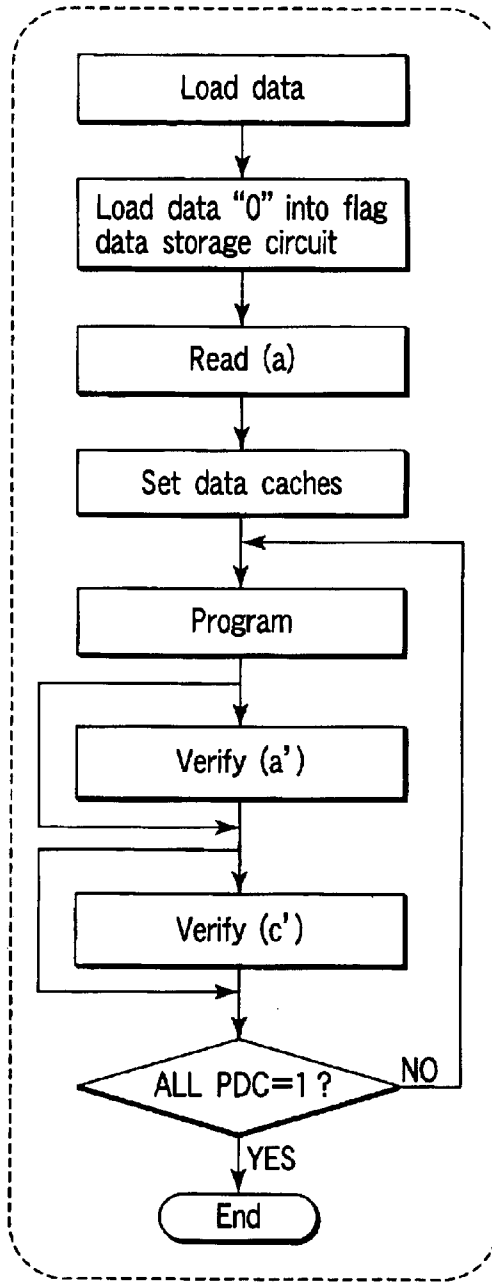 Load data
Load data “0” into flag
data storage circuit
Read (a)
Set data caches
Program
Verify (a’)
Verify (c’)
ALL PDC=1 ?
NO
YES
End